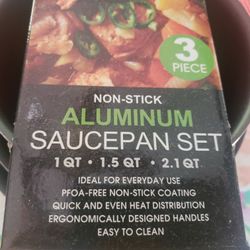 3
PIECE
NON-STICK
ALUMINUM
SAUCEPAN SET
1 QT • 1.5 QT • 2.1 QT
IDEAL FOR EVERYDAY USE
PFOA-FREE NON-STICK COATING
QUICK AND EVEN HEAT DISTRIBUTION
ERGONOMICALLY DESIGNED HANDLES
EASY TO CLEAN